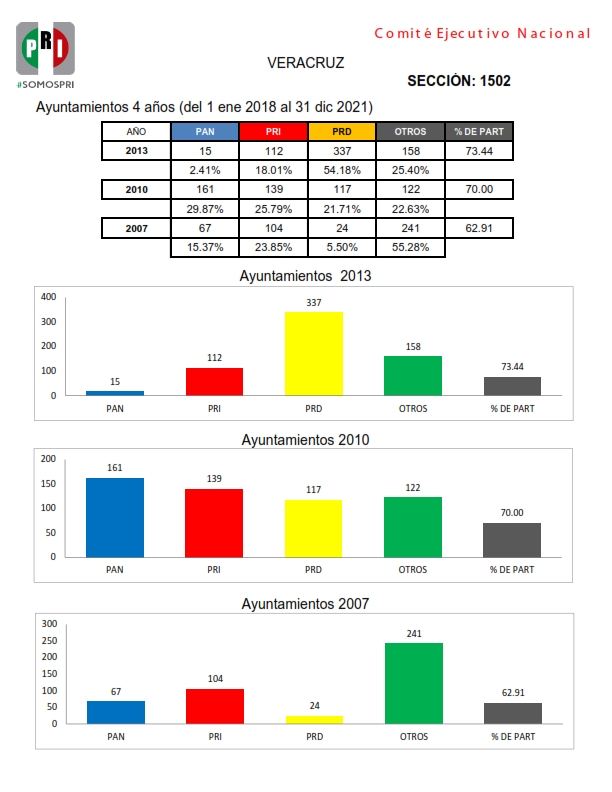 Comité Ejecutivo Nacional
PRI
#SOMOSPRI
VERACRUZ
SECCIÓN: 1502
Ayuntamientos 4 años (del 1 ene 2018 al 31 dic 2021)
AÑO PAN PRI PRD OTROS % DE PART
2013 15 112 337 158 73.44
2.41% 18.01% 54.18% 25.40%
2010 161 139 117 122 70.00
29.87% 25.79% 21.71% 22.63%
2007 67 104 24 241 62.91
15.37% 23.85% 5.50% 55.28%
Ayuntamientos 2013
400
300
200
100
0
15
112
337
158
73.44
PAN PRI PRD OTROS % DE PART
Ayuntamientos 2010
200
150
100
50
0
161
139
117
122
70.00
PAN PRI PRD OTROS % DE PART
Ayuntamientos 2007
300
250
200
150
100
50
0
67
104
24
241
62.91
PAN PRI PRD OTROS % DE PART